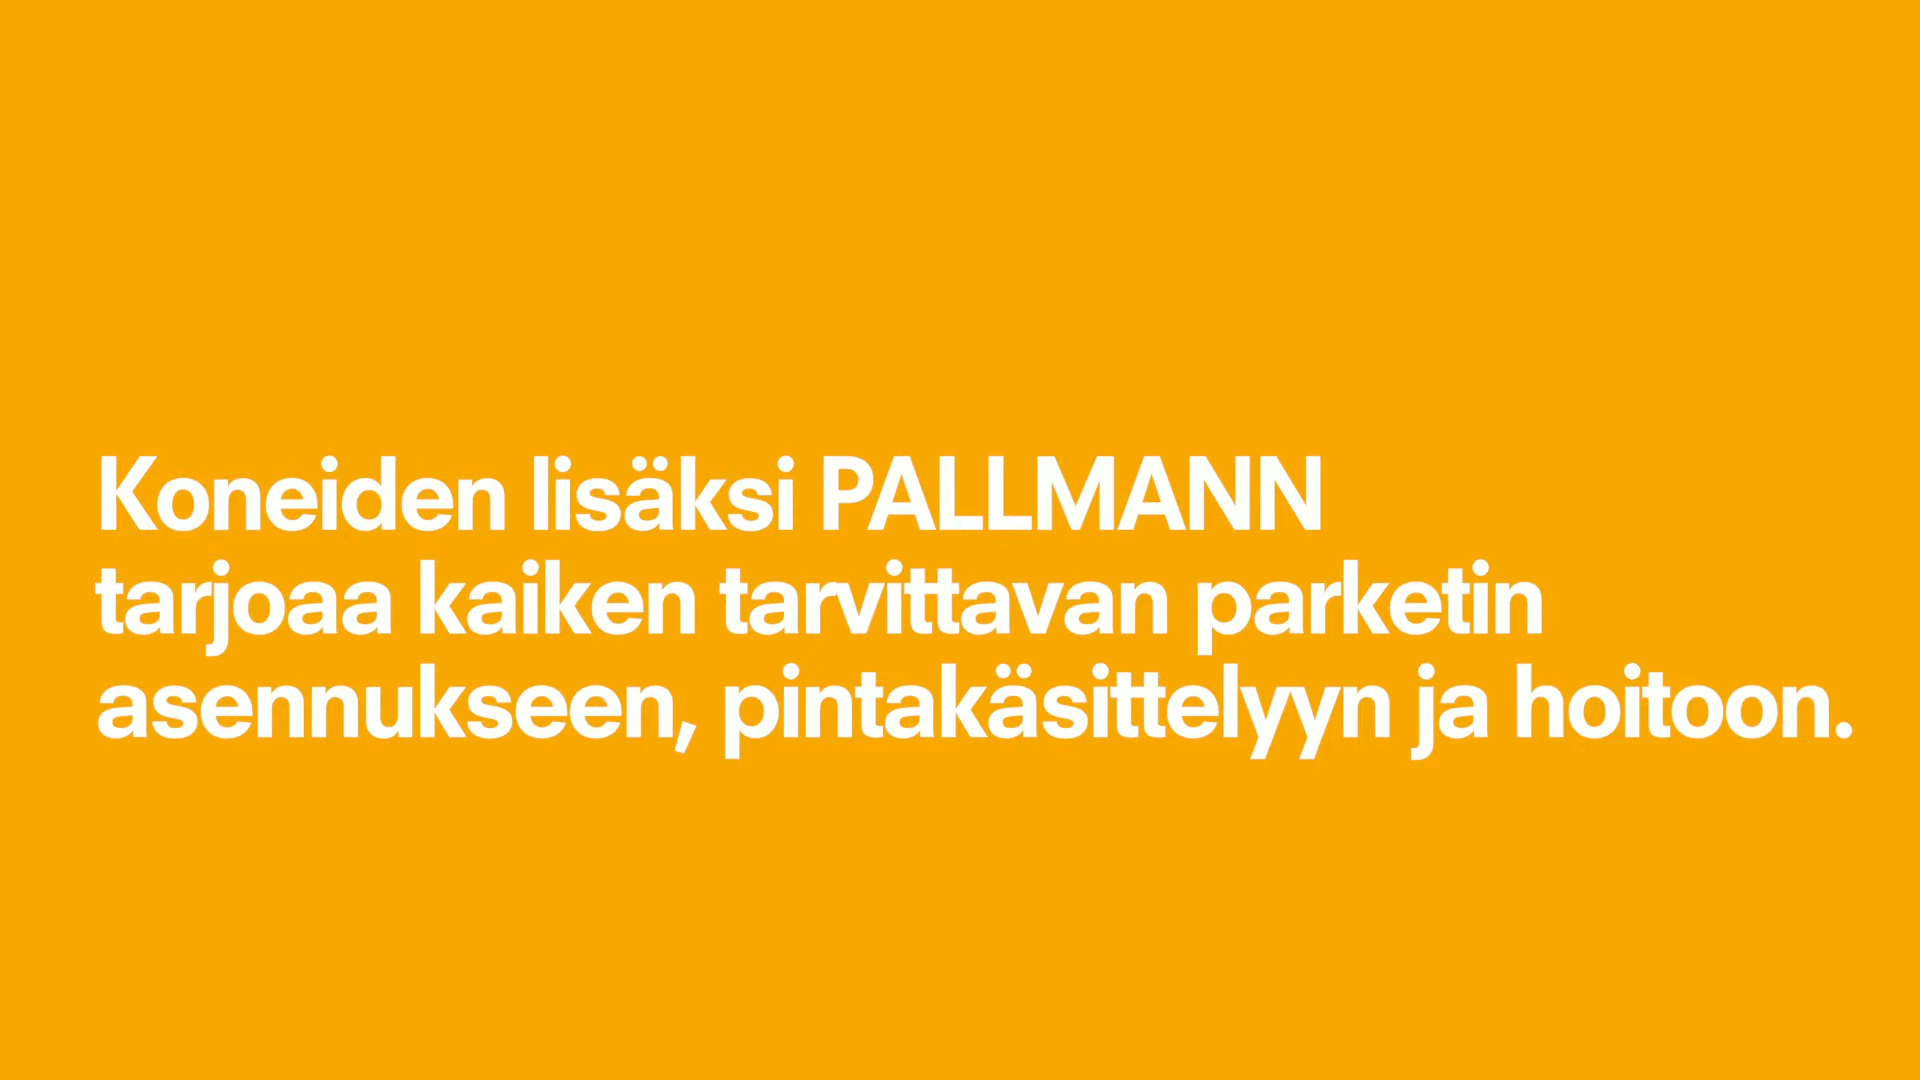 Koneiden lisäksi PALLMANN
tarjoaa kaiken tarvittavan parketin
asennukseen, pintakäsittelyyn ja hoitoon.